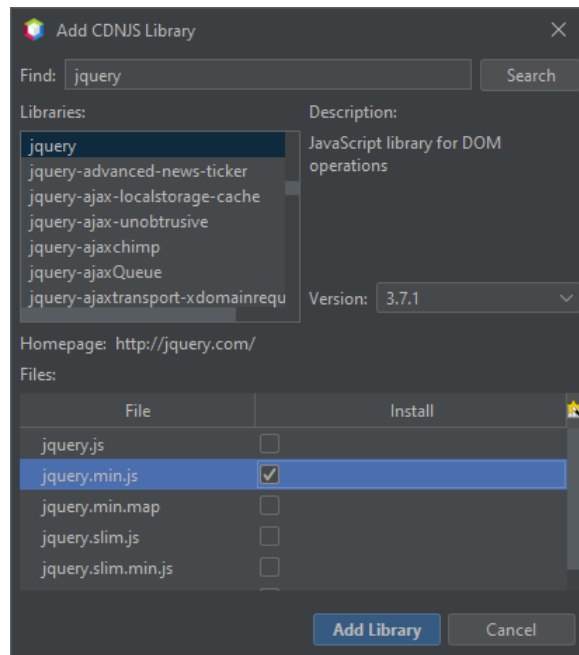 Add CDNJS Library
Find: jquery Search
Libraries:
jquery
jquery-advanced-news-ticker
jquery-ajax-localstorage-cache
jquery-ajax-unobtrusive
jquery-ajaxchimp
jquery-ajaxQueue
jquery-ajaxtransport-xdomainrequ
Description:
JavaScript library for DOM
operations
Version: 3.7.1
Homepage: http://jquery.com/
Files:
File Install
jquery.js
jquery.min.js
jquery.min.map
jquery.slim.js
jquery.slim.min.js
Add Library Cancel